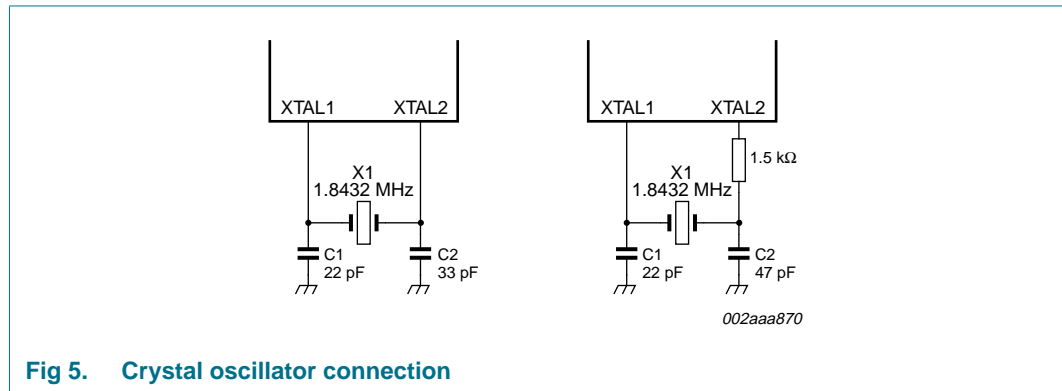 XTAL1 XTAL2
X1
1.8432 MHz
C1
22 pF
C2
33 pF
XTAL1 XTAL2
1.5 kΩ
X1
1.8432 MHz
C1
22 pF
C2
47 pF
002aaa870
Fig 5. Crystal oscillator connection